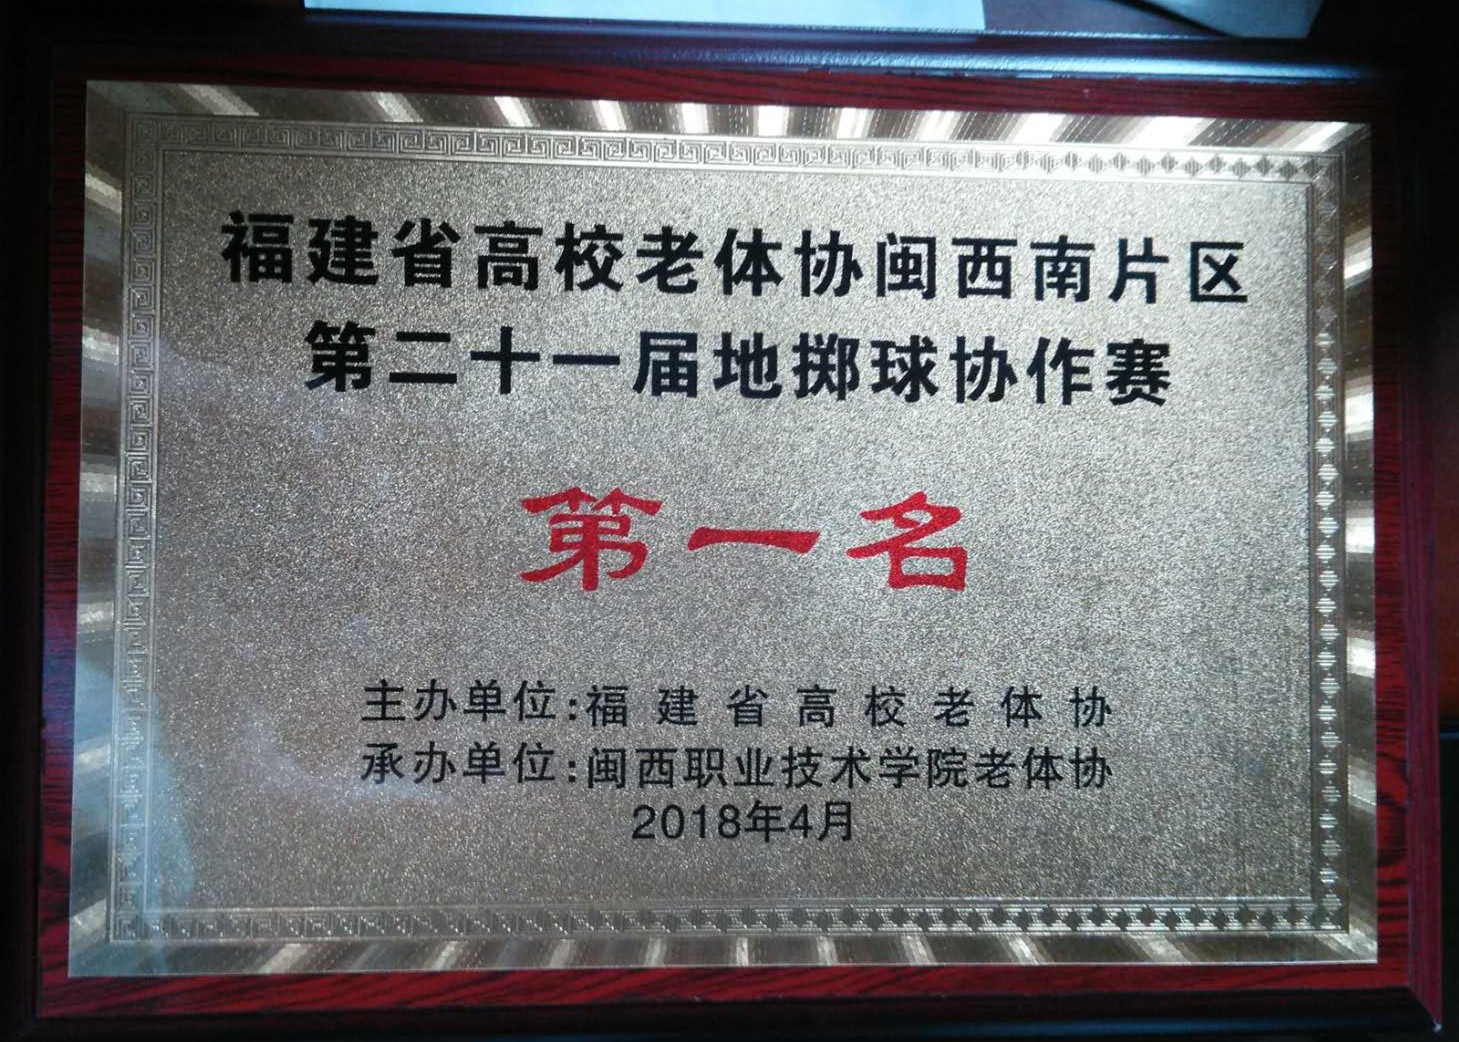 福建省高校老体协闽西南片区
第二十一届地掷球协作赛
第一名
主办单位:福建省高校老体协
承办单位:闽西职业技术学院老体协
2018年4月